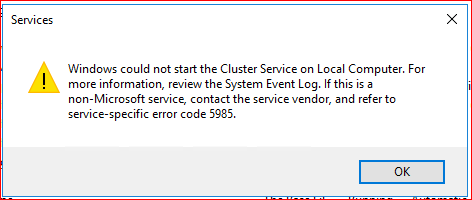 Services
Windows could not start the Cluster Service on Local Computer. For
more information, review the System Event Log. If this is a
non-Microsoft service, contact the service vendor, and refer to
service-specific error code 5985.
OK